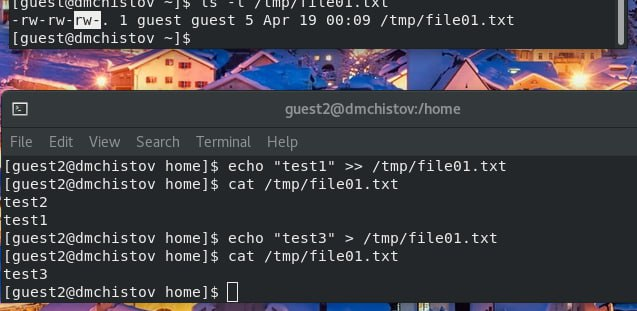 [guest@dmchistov ~]$ ls -l /tmp/file01.txt
-rw-rw-rw-. 1 guest guest 5 Apr 19 00:09 /tmp/file01.txt
[guest@dmchistov ~]$
guest2@dmchistov:/home
File Edit View Search Terminal Help
[guest2@dmchistov home]$ echo "test1" >> /tmp/file01.txt
[guest2@dmchistov home]$ cat /tmp/file01.txt
test2
test1
[guest2@dmchistov home]$ echo "test3" > /tmp/file01.txt
[guest2@dmchistov home]$ cat /tmp/file01.txt
test3
[guest2@dmchistov home]$